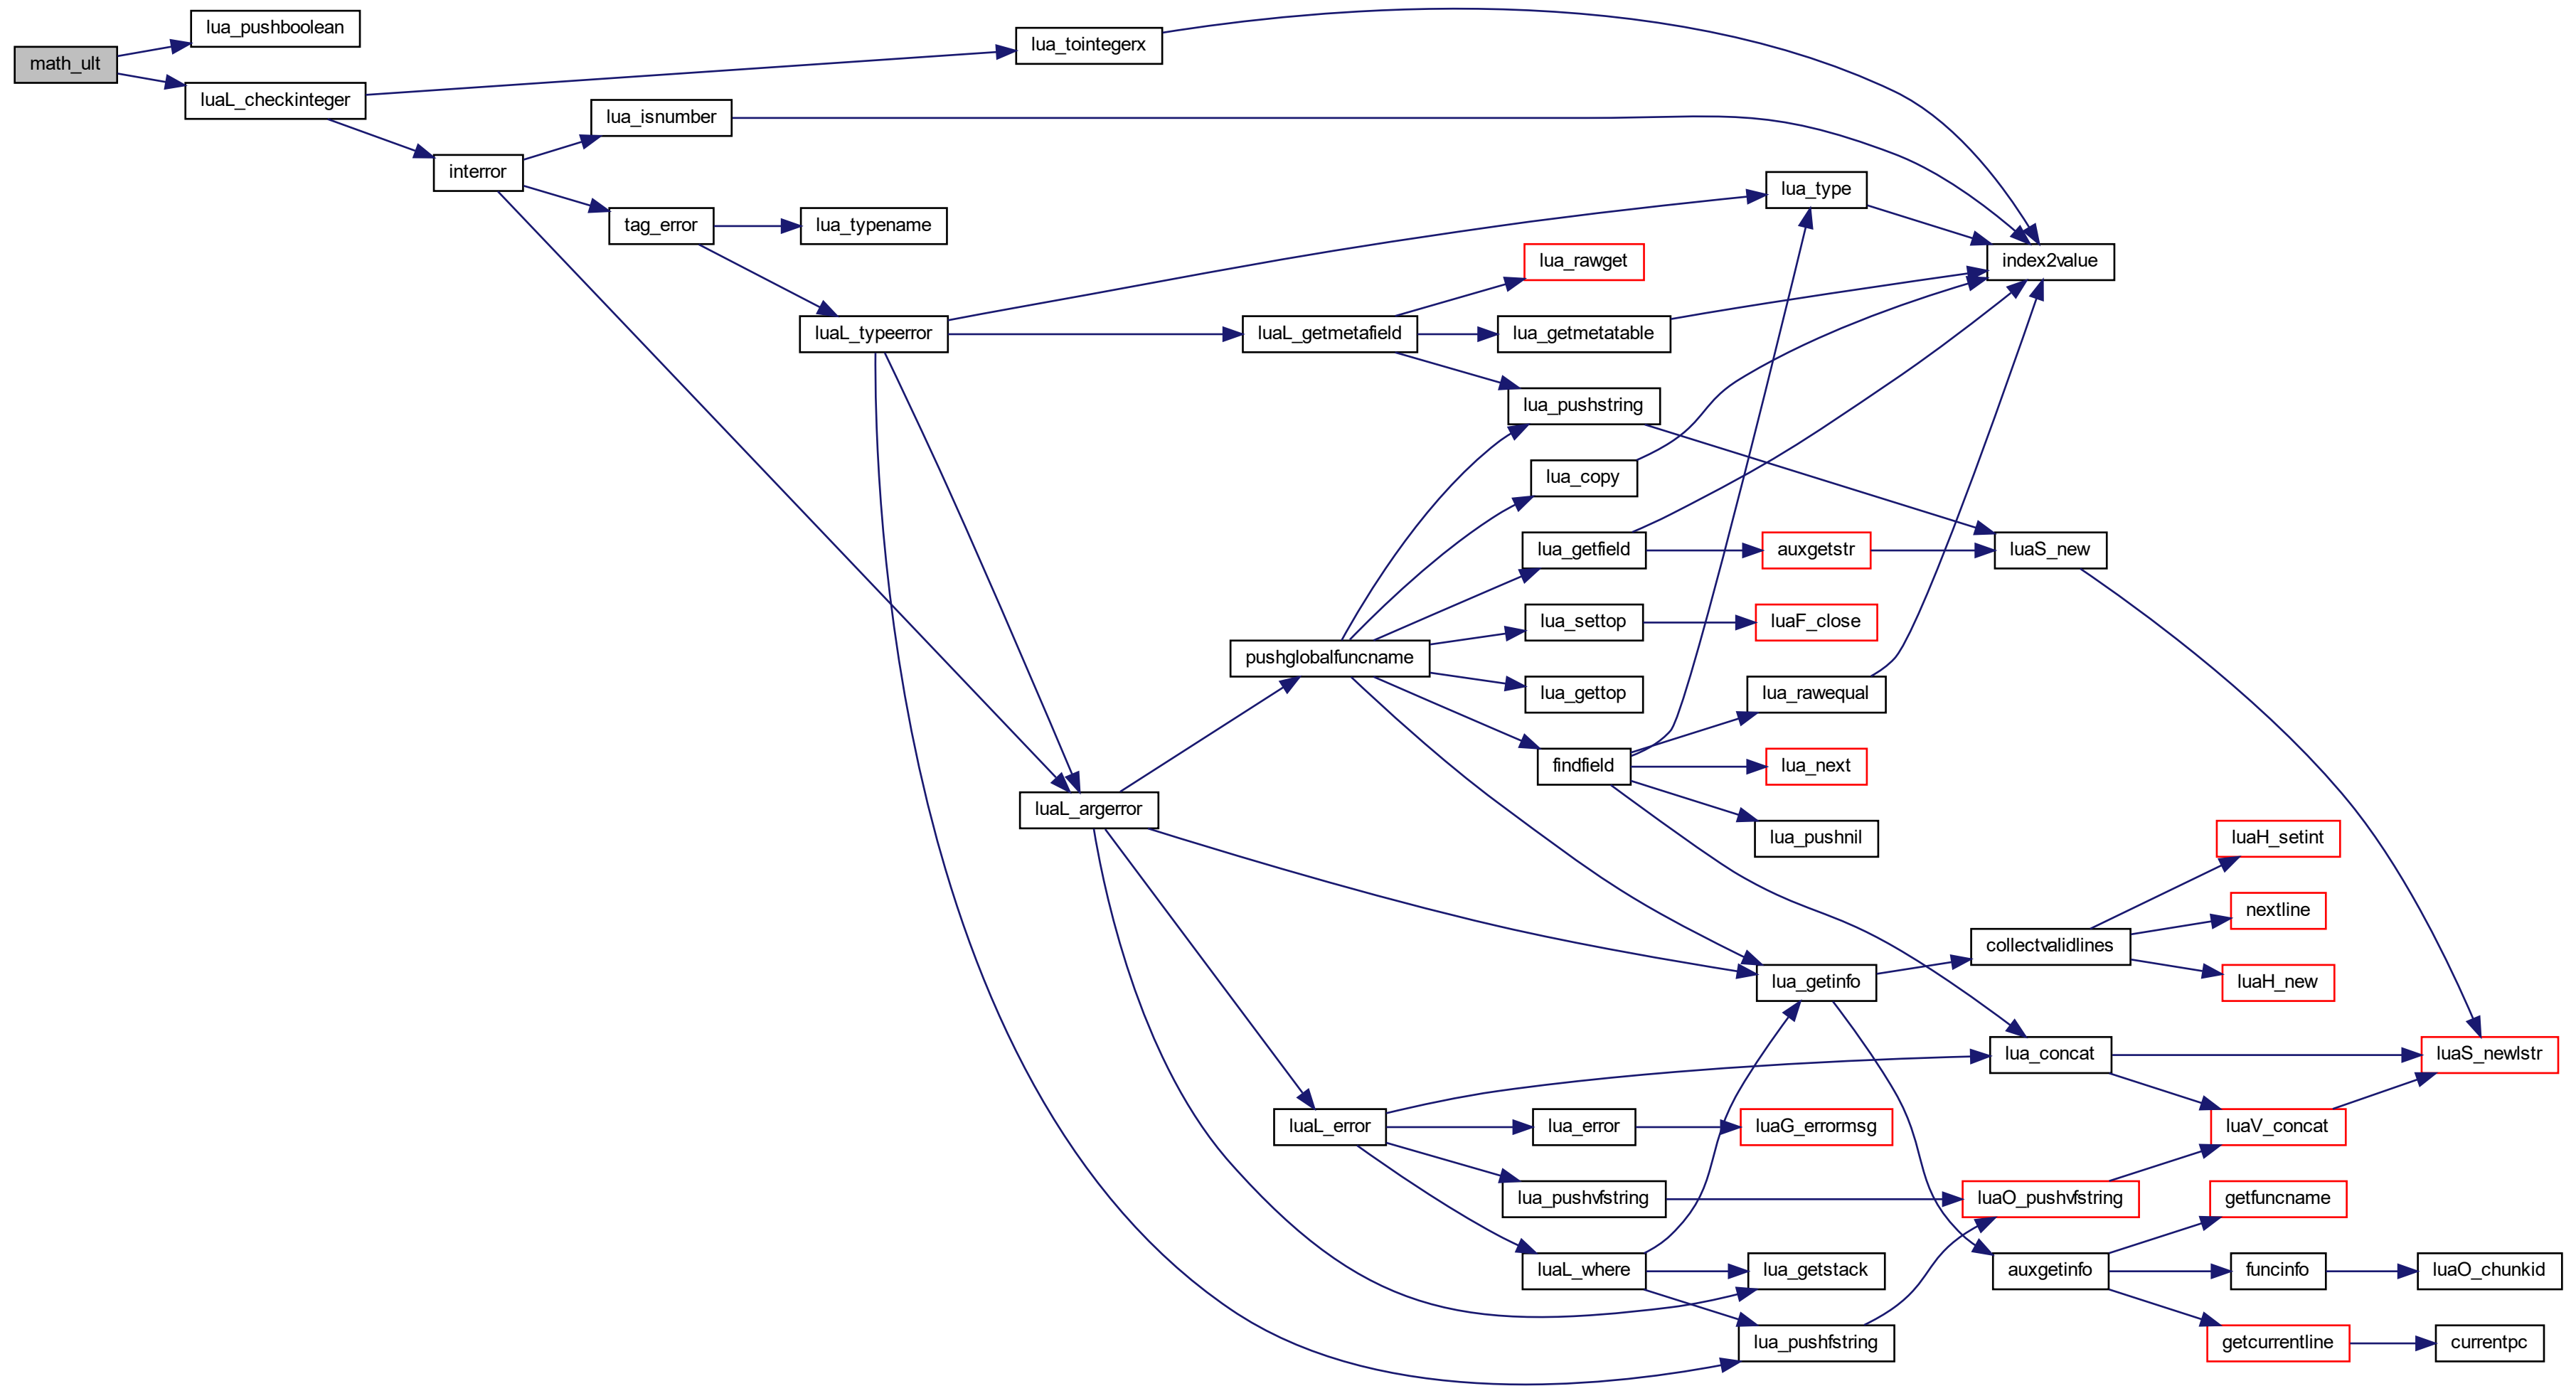 math_ult
lua_pushboolean
luaL_checkinteger
lua_tointegerx
interror
lua_isnumber
tag_error
lua_typename
luaL_typeerror
lua_type
index2value
luaL_getmetafield
lua_rawget
lua_getmetatable
lua_pushstring
lua_copy
lua_getfield
auxgetstr
luaS_new
lua_settop
luaF_close
pushglobalfuncname
lua_gettop
lua_rawequal
findfield
lua_next
lua_pushnil
luaL_argerror
lua_getinfo
collectvalidlines
luaH_setint
nextline
luaH_new
lua_concat
luaS_newlstr
luaL_error
lua_error
luaG_errormsg
luaV_concat
lua_pushvfstring
luaO_pushvfstring
getfuncname
luaL_where
lua_getstack
auxgetinfo
funcinfo
luaO_chunkid
lua_pushfstring
getcurrentline
currentpc